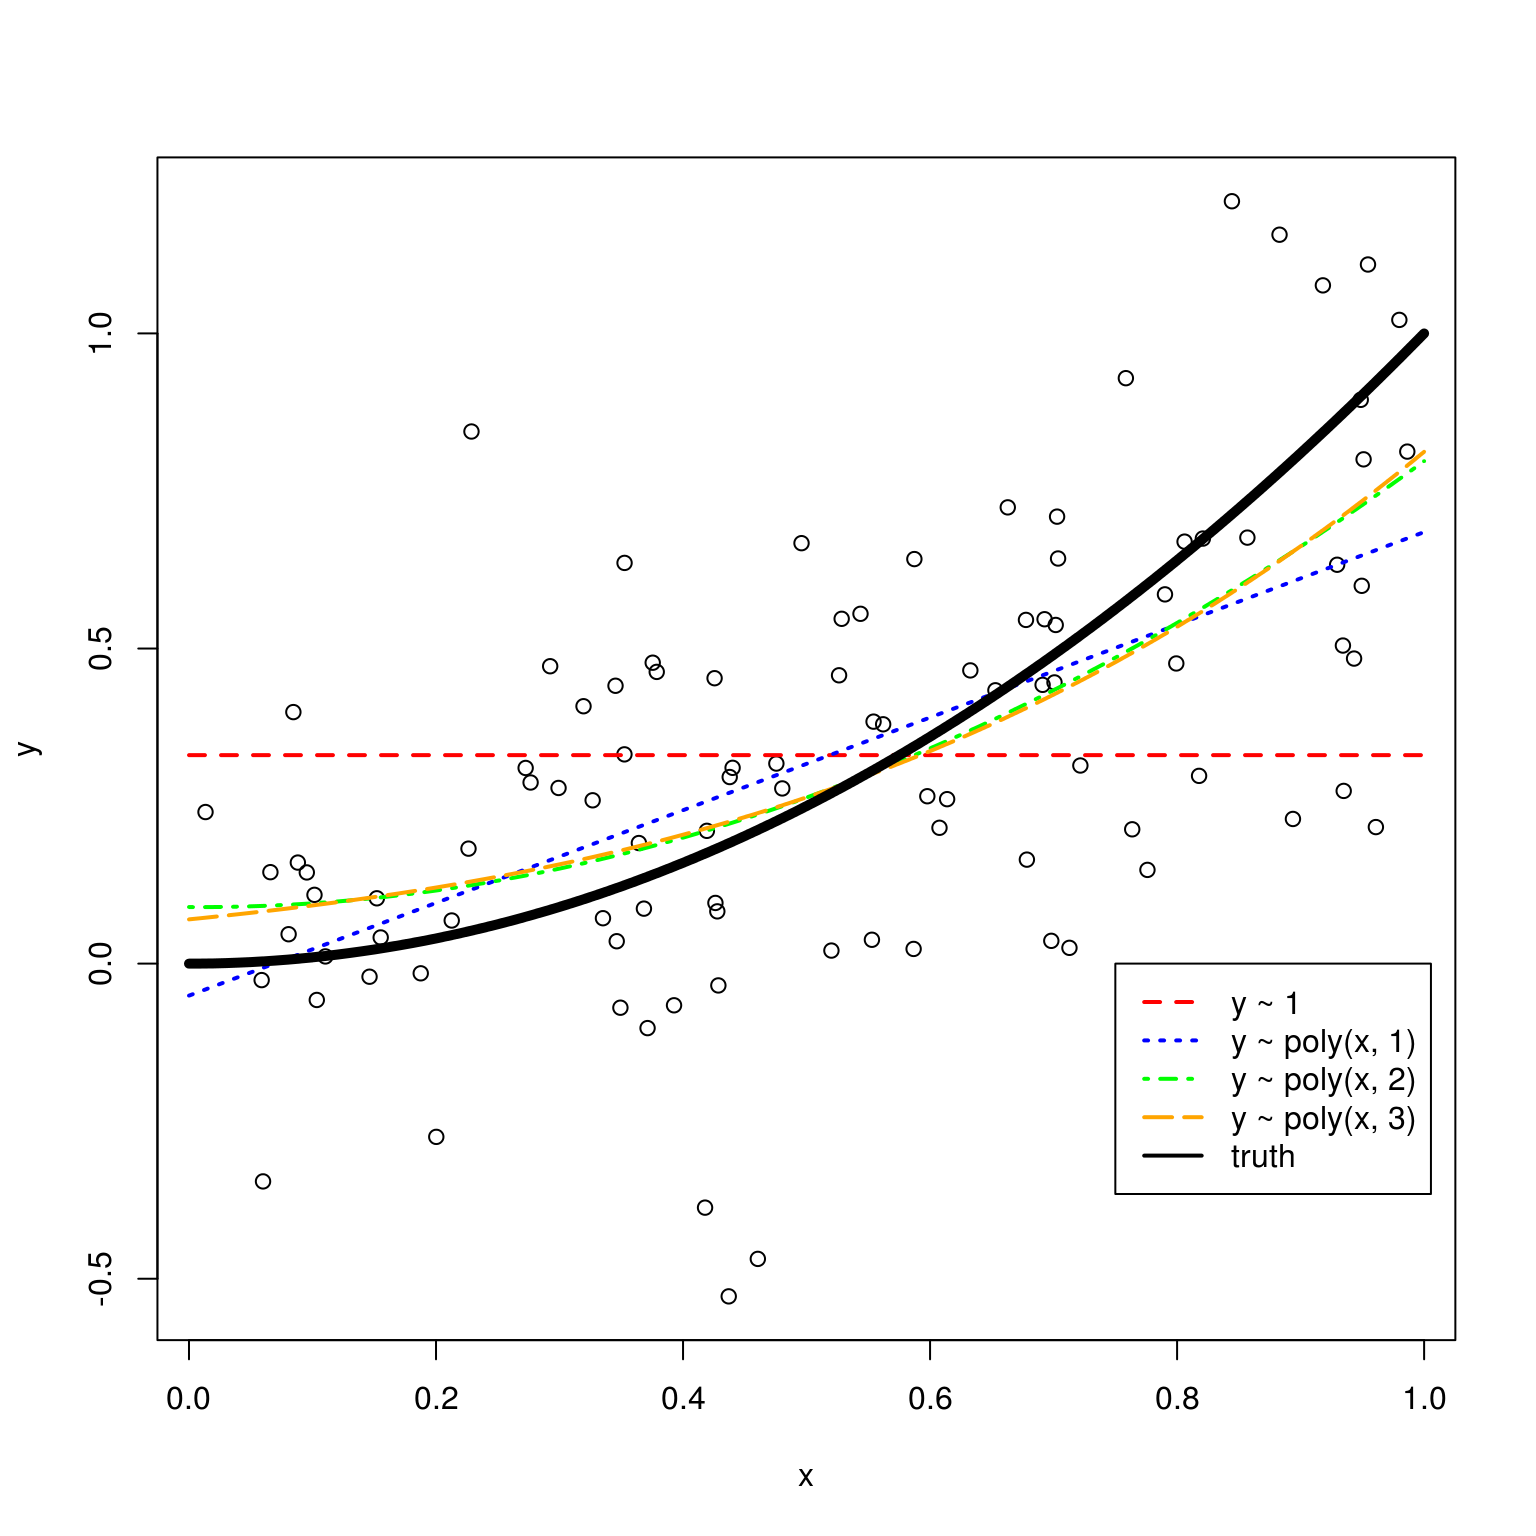 y
1.0
0.5
0.0
-0.5
y ~ 1
y ~ poly(x, 1)
y ~ poly(x, 2)
y ~ poly(x, 3)
truth
0.0 0.2 0.4 0.6 0.8 1.0
x